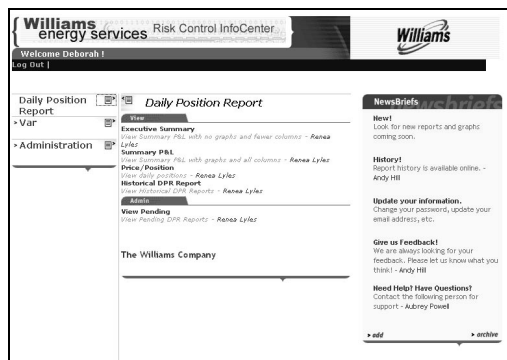 Williams
energy services
Risk Control InfoCenter
Williams
Welcome Deborah !
Log Out |
Daily Position
Report
Var
Administration
Daily Position Report
View
Executive Summary
View Summary P&L with no graphs and fewer columns - Renea
Lyles
Summary P&L
View Summary P&L with graphs and all columns - Renea Lyles
Price/Position
View daily positions - Renea Lyles
Historical DPR Report
View Historical DPR Reports - Renea Lyles
Admin
View Pending
View Pending DPR Reports - Renea Lyles
The Williams Company
NewsBriefs
newsbriefs
New!
Look for new reports and graphs
coming soon.
History!
Report history is available online. -
Andy Hill
Update your information.
Change your password, update your
email address, etc.
Give us Feedback!
We are always looking for your
feedback. Please let us know what you
think! - Andy Hill
Need Help? Have Questions?
Contact the following person for
support - Aubrey Powell
add
archive